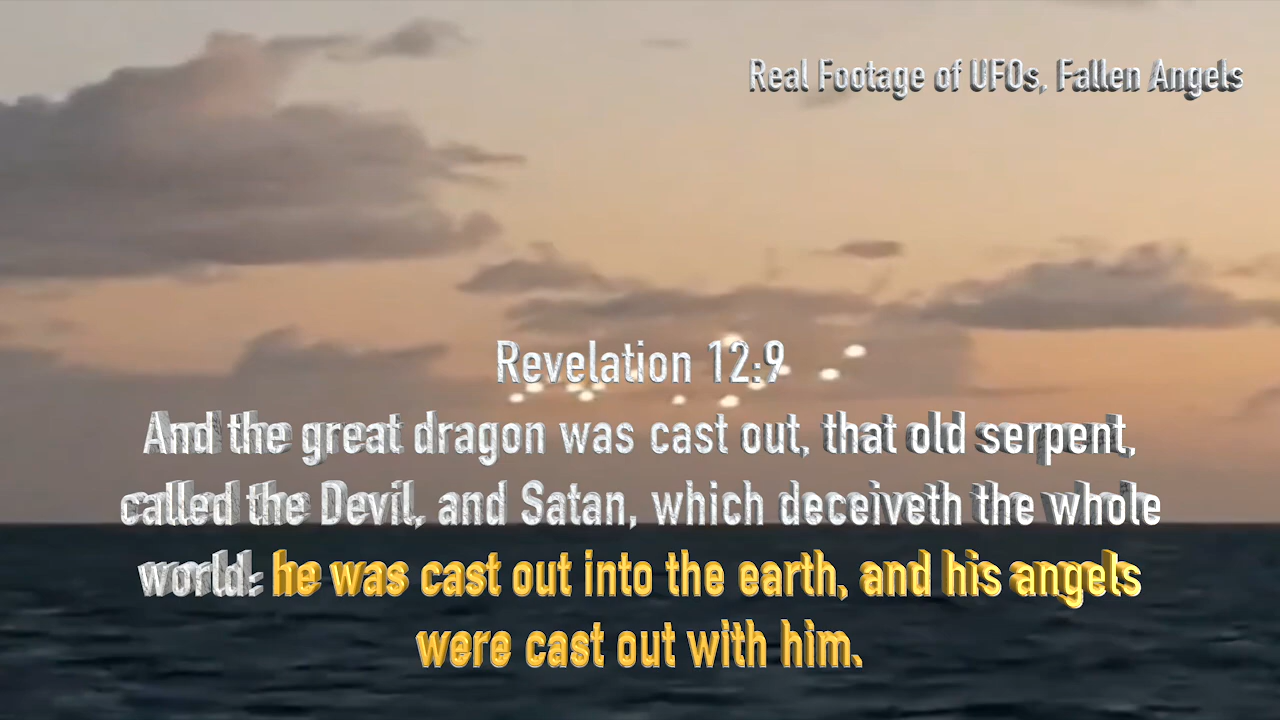 Real Footage of UFOs, Fallen Angels
Revelation 12:9
And the great dragon was cast out, that old serpent,
called the Devil, and Satan, which deceiveth the whole
world: he was cast out into the earth, and his angels
were cast out with him.